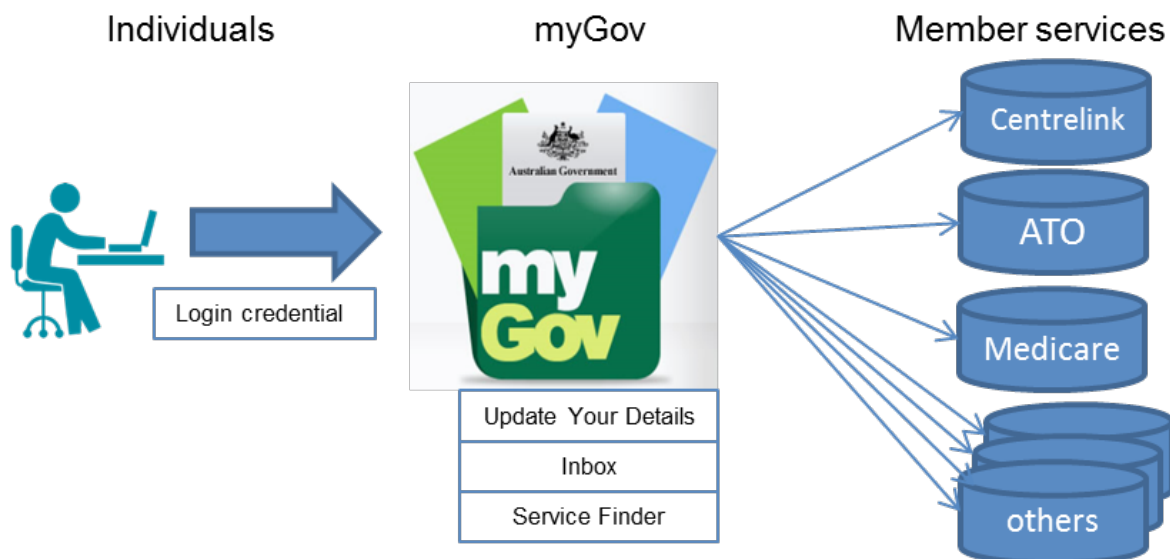 Individuals
myGov
Member services
Australian Government
my
Gov
Login credential
Update Your Details
Inbox
Service Finder
Centrelink
ATO
Medicare
others